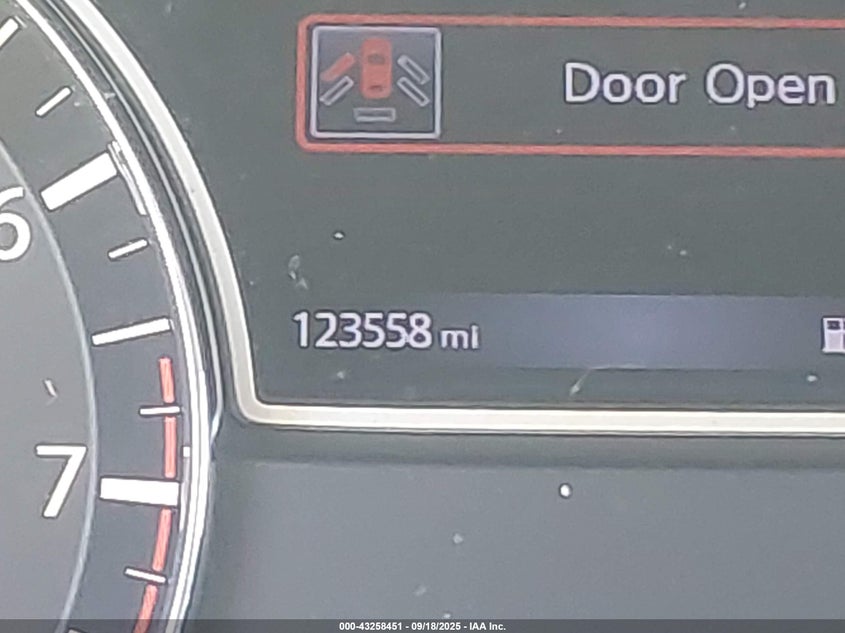 Door Open
6
123558 mi
7
000-43258451 - 09/18/2025 - IAA Inc.